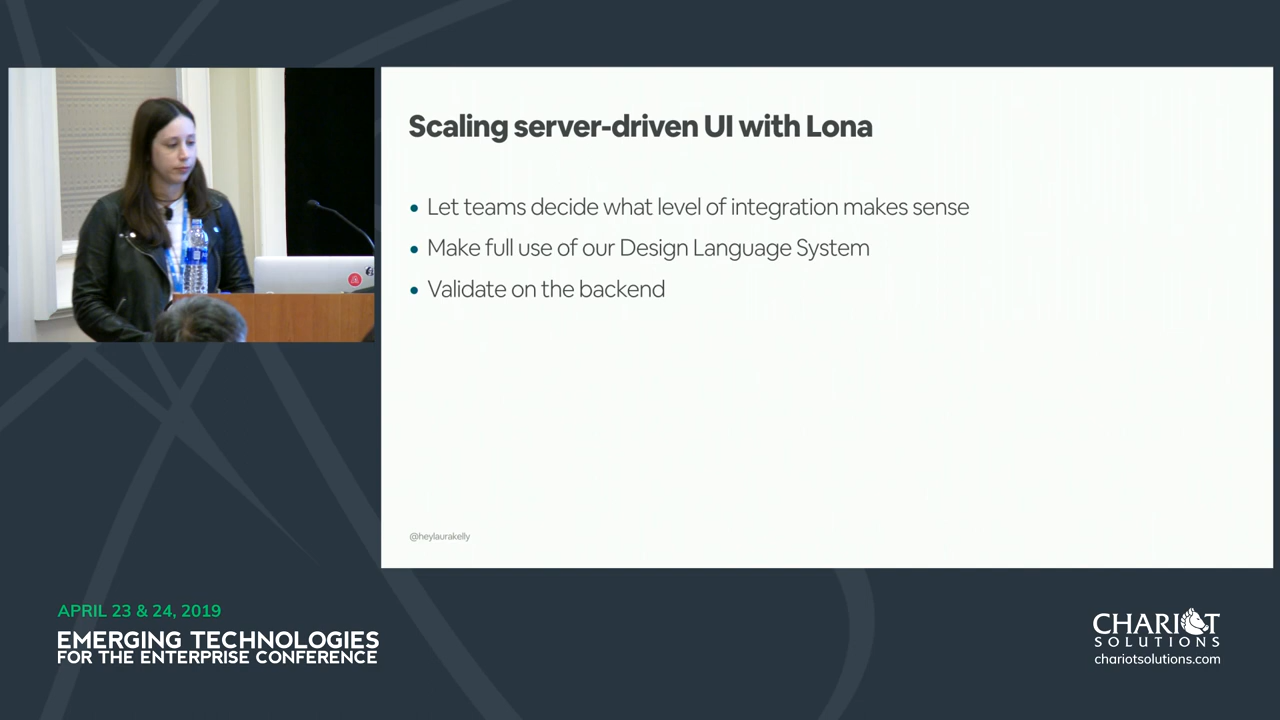 Scaling server-driven UI with Lona
• Let teams decide what level of integration makes sense
• Make full use of our Design Language System
• Validate on the backend
@heylaurakelly
APRIL 23 & 24, 2019
EMERGING TECHNOLOGIES
FOR THE ENTERPRISE CONFERENCE
CHARIOT
SOLUTIONS
chariotsolutions.com